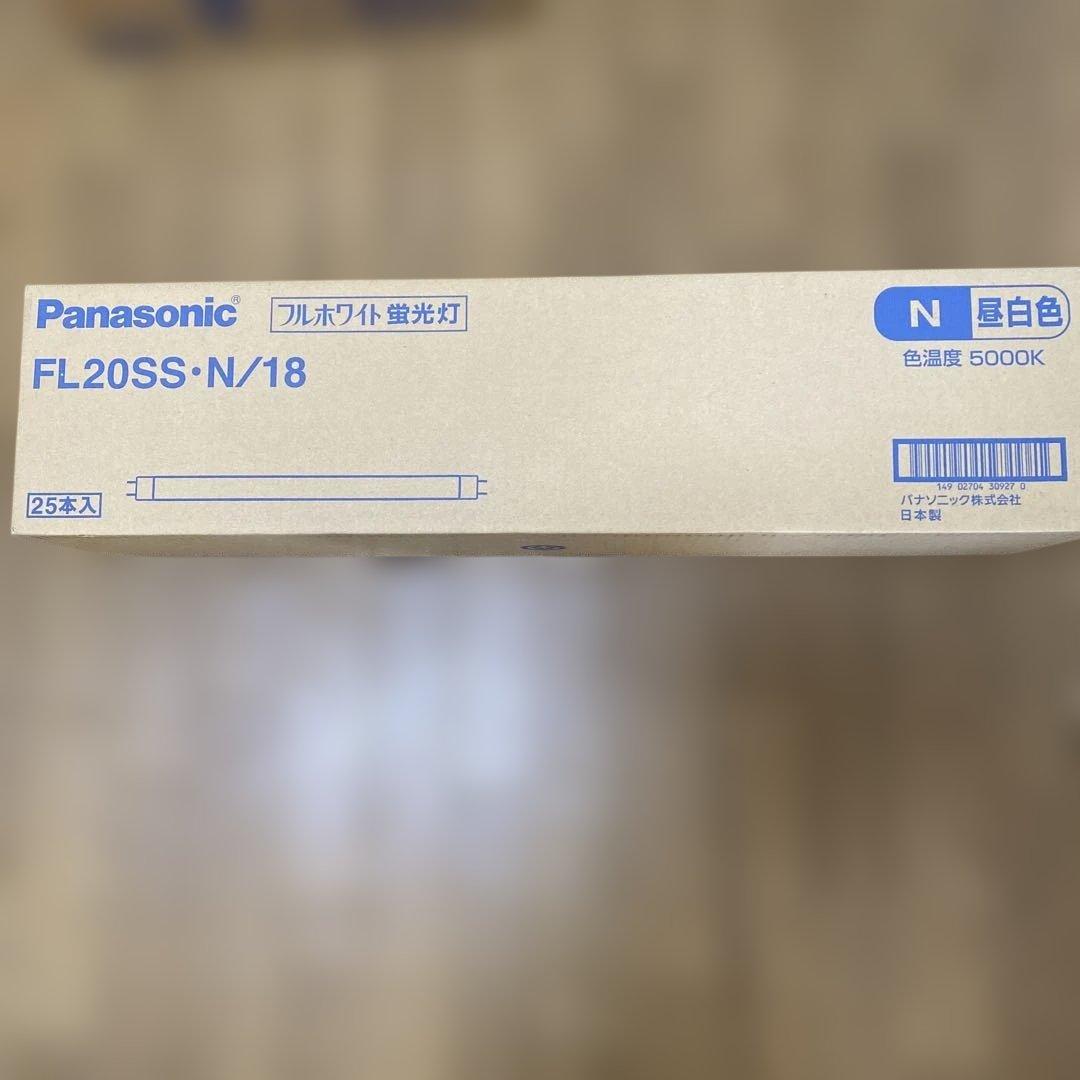 Panasonic® フルホワイト 蛍光灯
FL20SS・N/18
25本入
N 昼白色
色温度 5000K
149 02704 30927 0
パナソニック株式会社
日本製